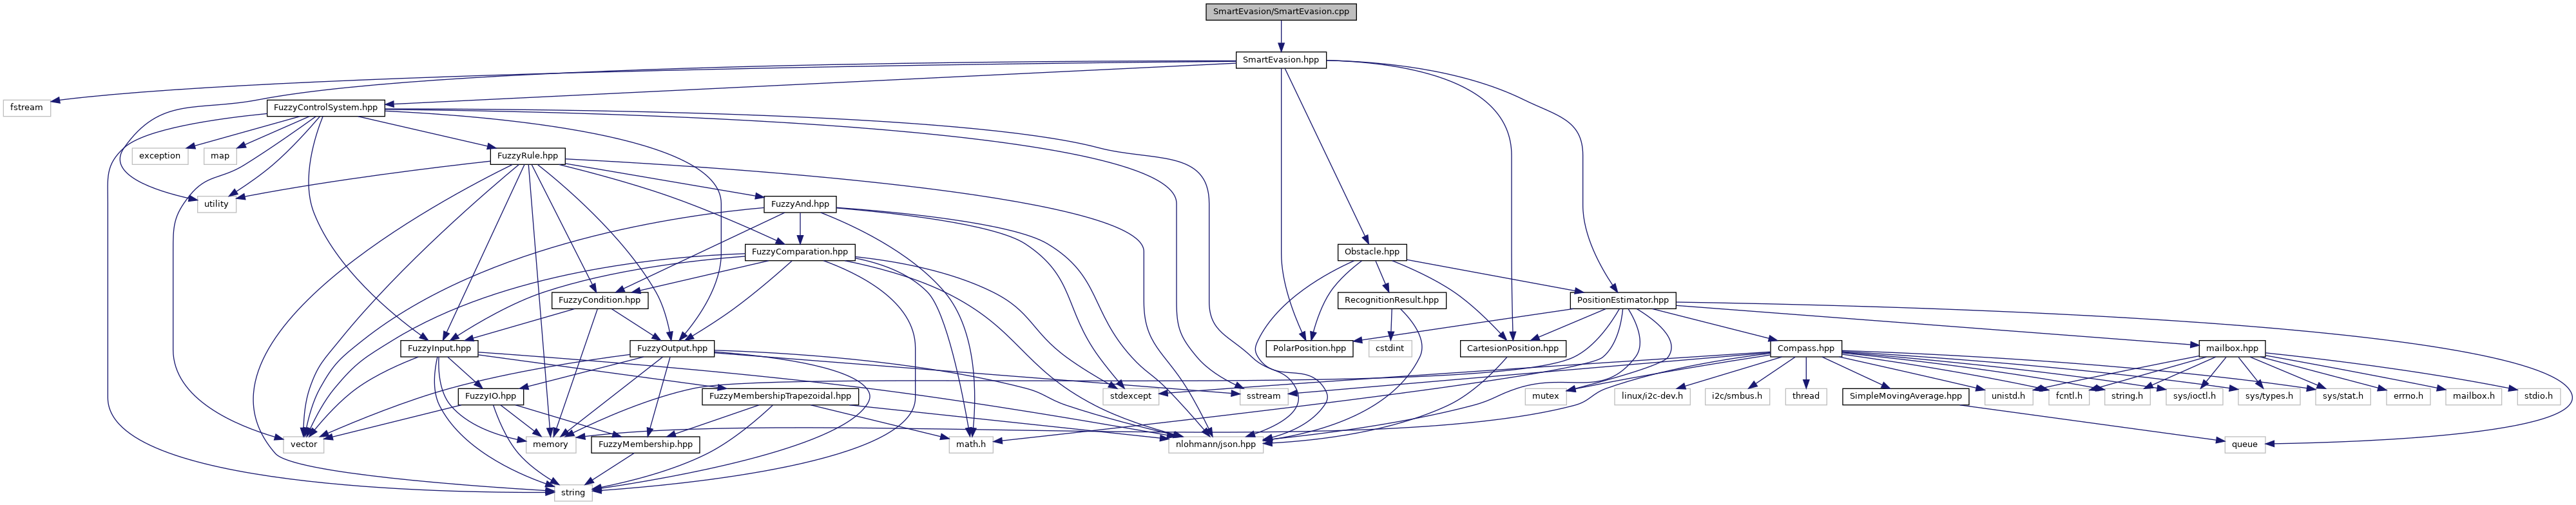 SmartEvasion/SmartEvasion.cpp
SmartEvasion.hpp
fstream
FuzzyControlSystem.hpp
exception
map
FuzzyRule.hpp
utility
FuzzyAnd.hpp
FuzzyComparation.hpp
Obstacle.hpp
FuzzyCondition.hpp
RecognitionResult.hpp
PositionEstimator.hpp
FuzzyInput.hpp
FuzzyOutput.hpp
PolarPosition.hpp
cstdint
CartesionPosition.hpp
Compass.hpp
mailbox.hpp
FuzzyIO.hpp
FuzzyMembershipTrapezoidal.hpp
stdexcept
sstream
mutex
linux/i2c-dev.h
i2c/smbus.h
thread
SimpleMovingAverage.hpp
unistd.h
fcntl.h
string.h
sys/ioctl.h
sys/types.h
sys/stat.h
errno.h
mailbox.h
stdio.h
vector
memory
FuzzyMembership.hpp
math.h
nlohmann/json.hpp
queue
string